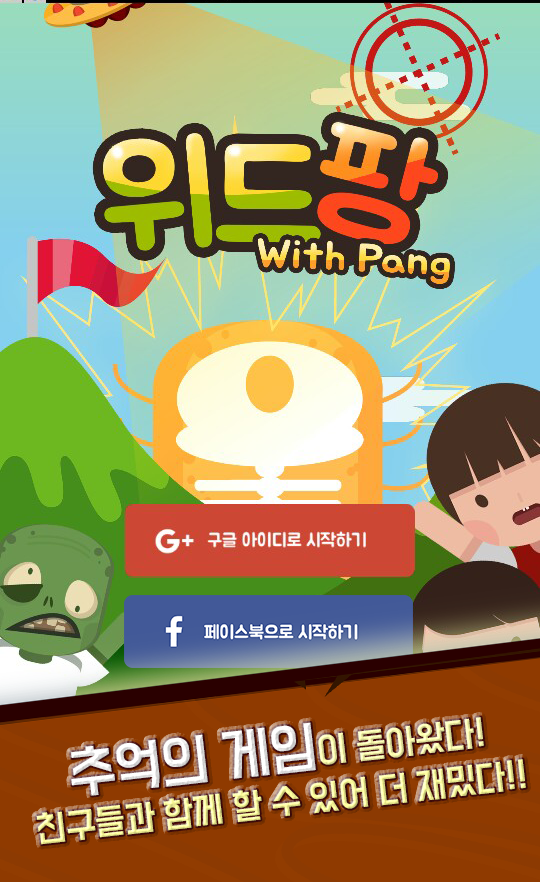 위드팡
With Pang
G+ 구글 아이디로 시작하기
f 페이스북으로 시작하기
추억의 게임이 돌아왔다!
친구들과 함께 할 수 있어 더 재밌다!!